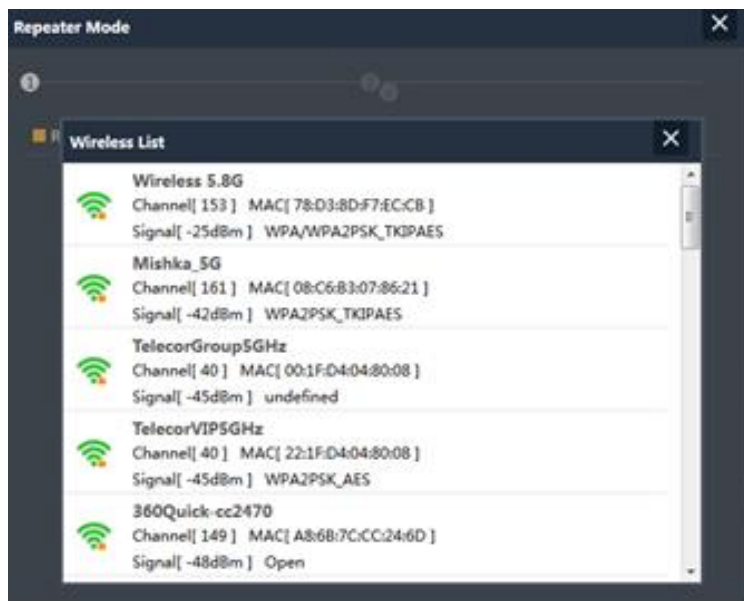 Repeater Mode
1
R
Wireless List
Wireless 5.8G
Channel[ 153 ] MAC[ 78:D3:8D:F7:EC:CB ]
Signal[ -25dBm ] WPA/WPA2PSK_TKIPAES
Mishka_5G
Channel[ 161 ] MAC[ 08:C6:B3:07:86:21 ]
Signal[ -42dBm ] WPA2PSK_TKIPAES
TelecorGroup5GHz
Channel[ 40 ] MAC[ 00:1F:D4:04:80:08 ]
Signal[ -45dBm ] undefined
TelecorVIP5GHz
Channel[ 40 ] MAC[ 22:1F:D4:04:80:08 ]
Signal[ -45dBm ] WPA2PSK_AES
360Quick-cc2470
Channel[ 149 ] MAC[ A8:6B:7C:CC:24:6D ]
Signal[ -48dBm ] Open